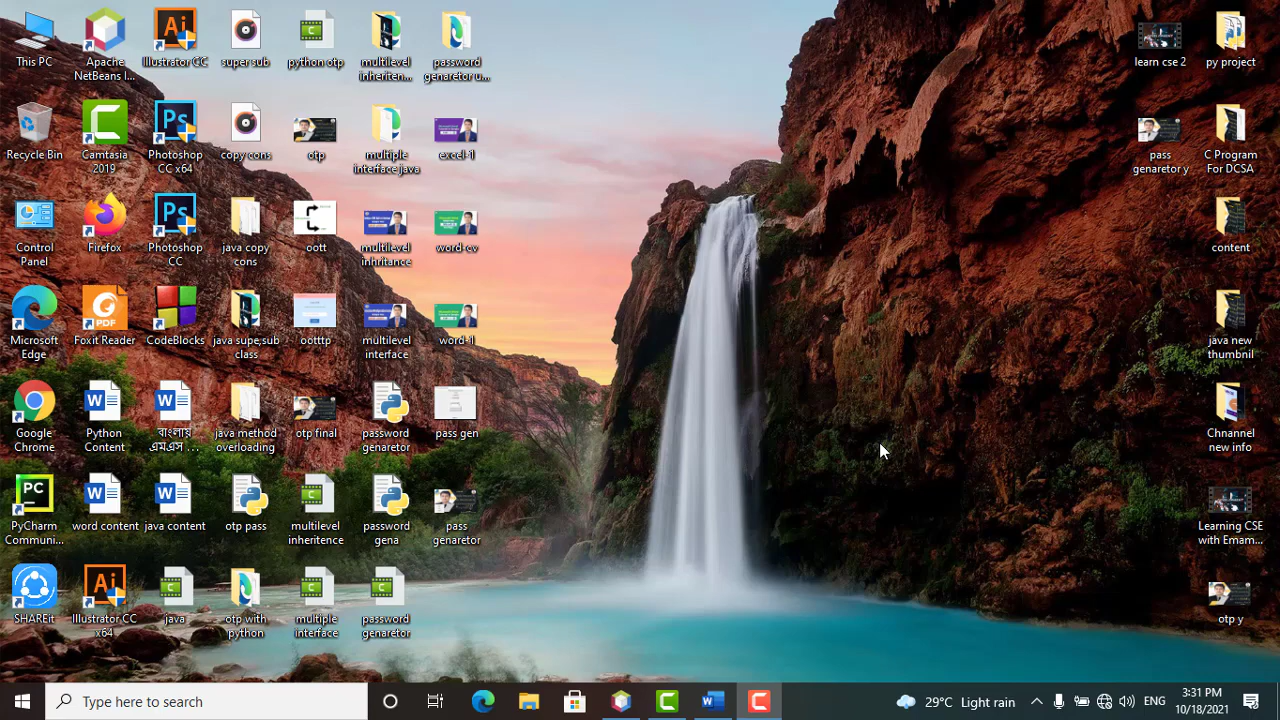 This PC
Apache
NetBeans I...
Illustrator CC
super sub
python otp
multilevel
inheriten...
password
genaretor u...
learn cse 2
py project
Recycle Bin
Camtasia
2019
Photoshop
CC x64
copy cons
otp
multiple
interface java
excel-1
pass
genaretor y
C Program
For DCSA
Control
Panel
Firefox
Photoshop
CC
java copy
cons
oott
multilevel
inhritance
word-cv
content
Microsoft
Edge
Foxit Reader
CodeBlocks
java supe,sub
class
ootttp
multilevel
interface
word-1
java new
thumbnil
Google
Chrome
Python
Content
বাংলায়
এমএস ...
java method
overloading
otp final
password
genaretor
pass gen
Chnannel
new info
PyCharm
Communi...
word content
java content
otp pass
multilevel
inheritence
password
gena
pass
genaretor
Learning CSE
with Emam...
SHAREit
Illustrator CC
x64
java
otp with
python
multiple
interface
password
genaretor
otp y
Type here to search
29°C Light rain
ENG
3:31 PM
10/18/2021